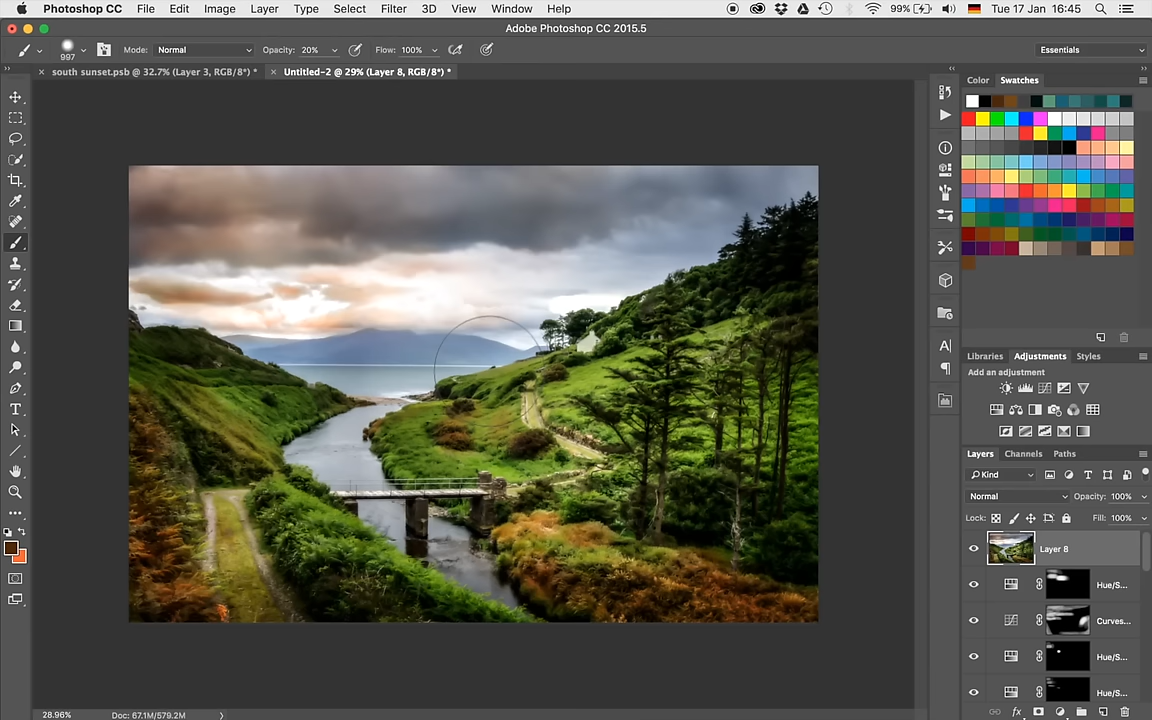 Photoshop CC File Edit Image Layer Type Select Filter 3D View Window Help 99% Tue 17 Jan 16:45
Adobe Photoshop CC 2015.5
997 Mode: Normal Opacity: 20% Flow: 100% Essentials
south sunset.psb @ 32.7% (Layer 3, RGB/8*) * Untitled-2 @ 29% (Layer 8, RGB/8*) *
Color Swatches
Libraries Adjustments Styles
Add an adjustment
Layers Channels Paths
Kind
Normal Opacity: 100%
Lock: Fill: 100%
Layer 8
Hue/S...
Curves...
Hue/S...
Hue/S...
28.96% Doc: 67.1M/579.2M